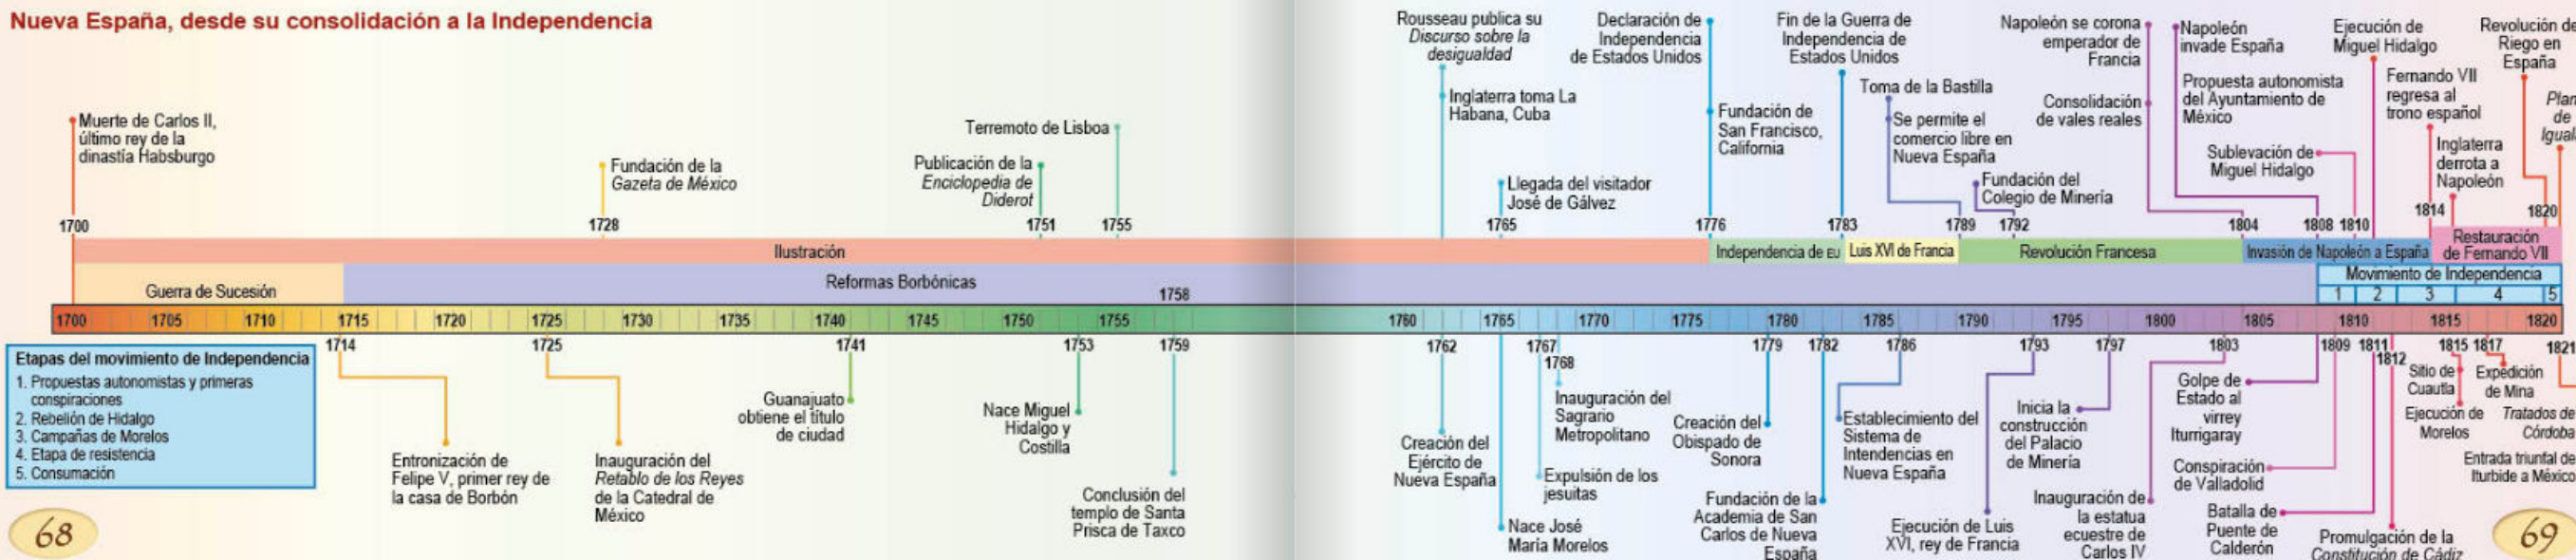 Nueva España, desde su consolidación a la Independencia
Muerte de Carlos II,
último rey de la
dinastía Habsburgo
1700
Fundación de la
Gazeta de México
1728
Publicación de la
Enciclopedia de
Diderot
1751
Terremoto de Lisboa
1755
Rousseau publica su
Discurso sobre la
desigualdad
Inglaterra toma La
Habana, Cuba
Llegada del visitador
José de Gálvez
1765
Declaración de
Independencia
de Estados Unidos
Fundación de
San Francisco,
California
1776
Fin de la Guerra de
Independencia de
Estados Unidos
1783
Toma de la Bastilla
Se permite el
comercio libre en
Nueva España
1789
Fundación del
Colegio de Minería
1792
Napoleón se corona
emperador de
Francia
Consolidación
de vales reales
1804
Napoleón
invade España
Propuesta autonomista
del Ayuntamiento de
México
1808
Sublevación de
Miguel Hidalgo
1810
Ejecución de
Miguel Hidalgo
Fernando VII
regresa al
trono español
1814
Inglaterra
derrota a
Napoleón
Revolución de
Riego en
España
1820
Plan
de
Iguala
Ilustración
Independencia de EU
Luis XVI de Francia
Revolución Francesa
Invasión de Napoleón a España
Restauración
de Fernando VII
Guerra de Sucesión
Reformas Borbónicas
1758
Movimiento de Independencia
1 2 3 4 5
1700 1705 1710 1715 1720 1725 1730 1735 1740 1745 1750 1755 1760 1765 1770 1775 1780 1785 1790 1795 1800 1805 1810 1815 1820
Etapas del movimiento de Independencia
1. Propuestas autonomistas y primeras
conspiraciones
2. Rebelión de Hidalgo
3. Campañas de Morelos
4. Etapa de resistencia
5. Consumación
1714
Entronización de
Felipe V, primer rey de
la casa de Borbón
1725
Inauguración del
Retablo de los Reyes
de la Catedral de
México
1741
Guanajuato
obtiene el título
de ciudad
1753
Nace Miguel
Hidalgo y
Costilla
1759
Conclusión del
templo de Santa
Prisca de Taxco
1762
Creación del
Ejército de
Nueva España
Nace José
María Morelos
1767
Expulsión de los
jesuitas
1768
Inauguración del
Sagrario
Metropolitano
1779
Creación del
Obispado de
Sonora
1782
Fundación de la
Academia de San
Carlos de Nueva
España
1786
Establecimiento del
Sistema de
Intendencias en
Nueva España
1793
Ejecución de Luis
XVI, rey de Francia
1797
Inicia la
construcción
del Palacio
de Minería
1803
Inauguración de
la estatua
ecuestre de
Carlos IV
Golpe de
Estado al
virrey
Iturrigaray
1809
Conspiración
de Valladolid
1811
Batalla de
Puente de
Calderón
1812
Promulgación de la
Constitución de Cádiz
1815
Sitio de
Cuautla
Ejecución de
Morelos
1817
Expedición
de Mina
1821
Tratados de
Córdoba
Entrada triunfal de
Iturbide a México
68
69